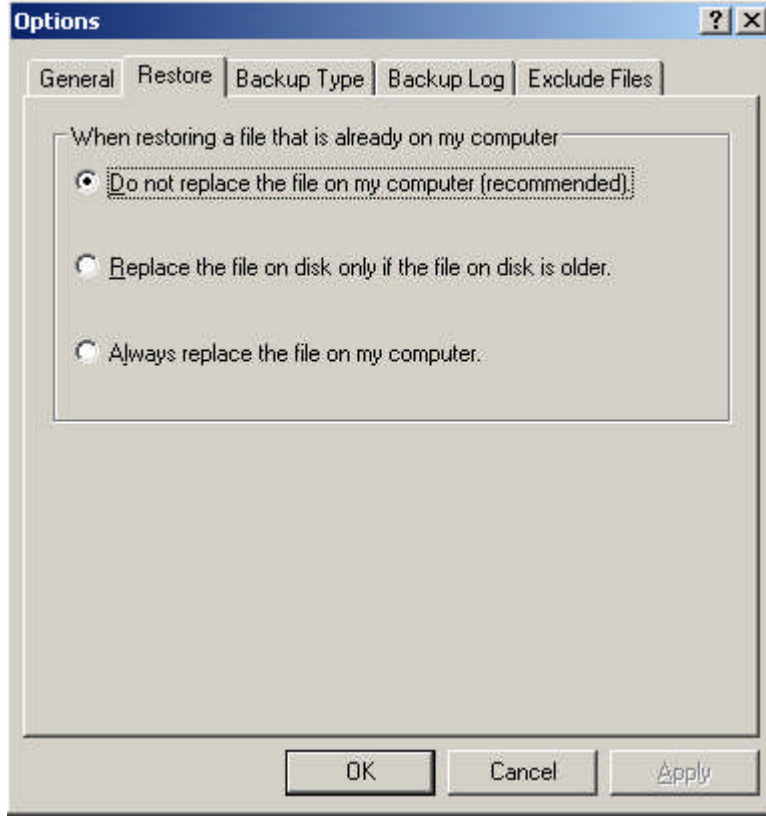 Options
General Restore Backup Type Backup Log Exclude Files
When restoring a file that is already on my computer
Do not replace the file on my computer (recommended).
Replace the file on disk only if the file on disk is older.
Always replace the file on my computer.
OK Cancel Apply